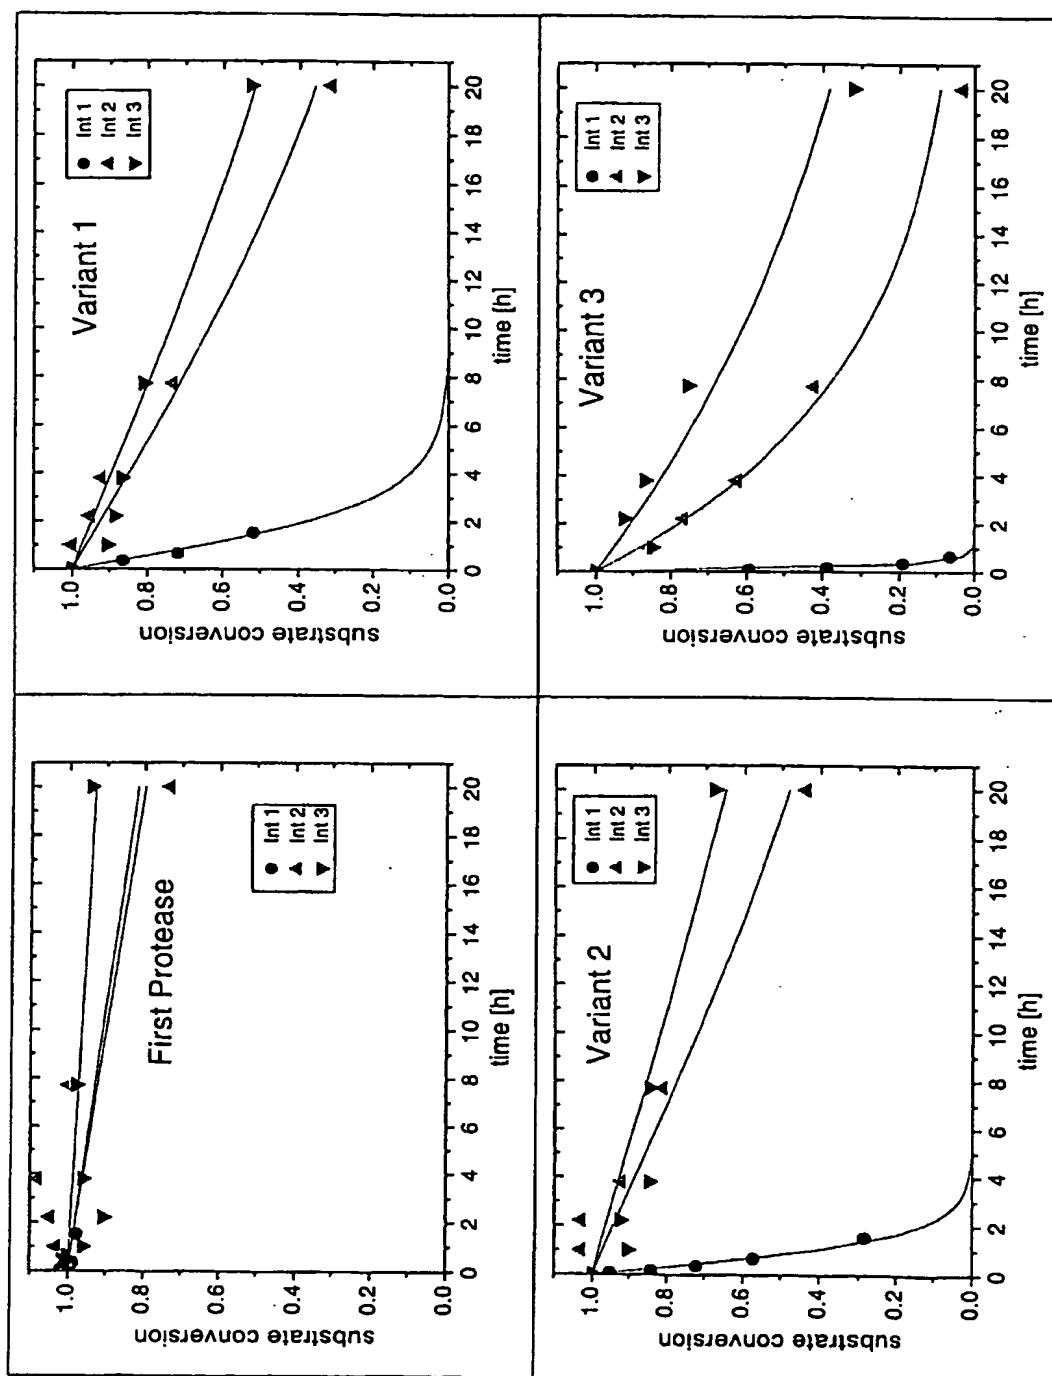 First Protease
Int 1
Int 2
Int 3
substrate conversion
1.0
0.8
0.6
0.4
0.2
0.0
0 2 4 6 8 10 12 14 16 18 20
time [h]
Variant 1
Int 1
Int 2
Int 3
substrate conversion
1.0
0.8
0.6
0.4
0.2
0.0
0 2 4 6 8 10 12 14 16 18 20
time [h]
Variant 2
Int 1
Int 2
Int 3
substrate conversion
1.0
0.8
0.6
0.4
0.2
0.0
0 2 4 6 8 10 12 14 16 18 20
time [h]
Variant 3
Int 1
Int 2
Int 3
substrate conversion
1.0
0.8
0.6
0.4
0.2
0.0
0 2 4 6 8 10 12 14 16 18 20
time [h]